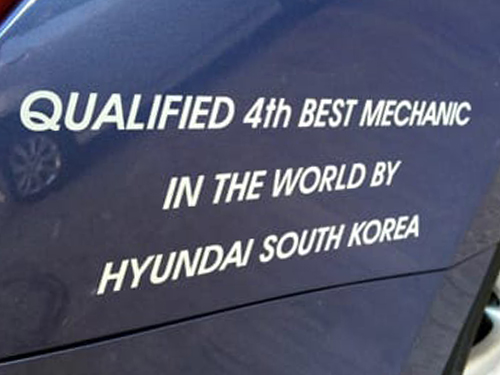 QUALIFIED 4th BEST MECHANIC
IN THE WORLD BY
HYUNDAI SOUTH KOREA